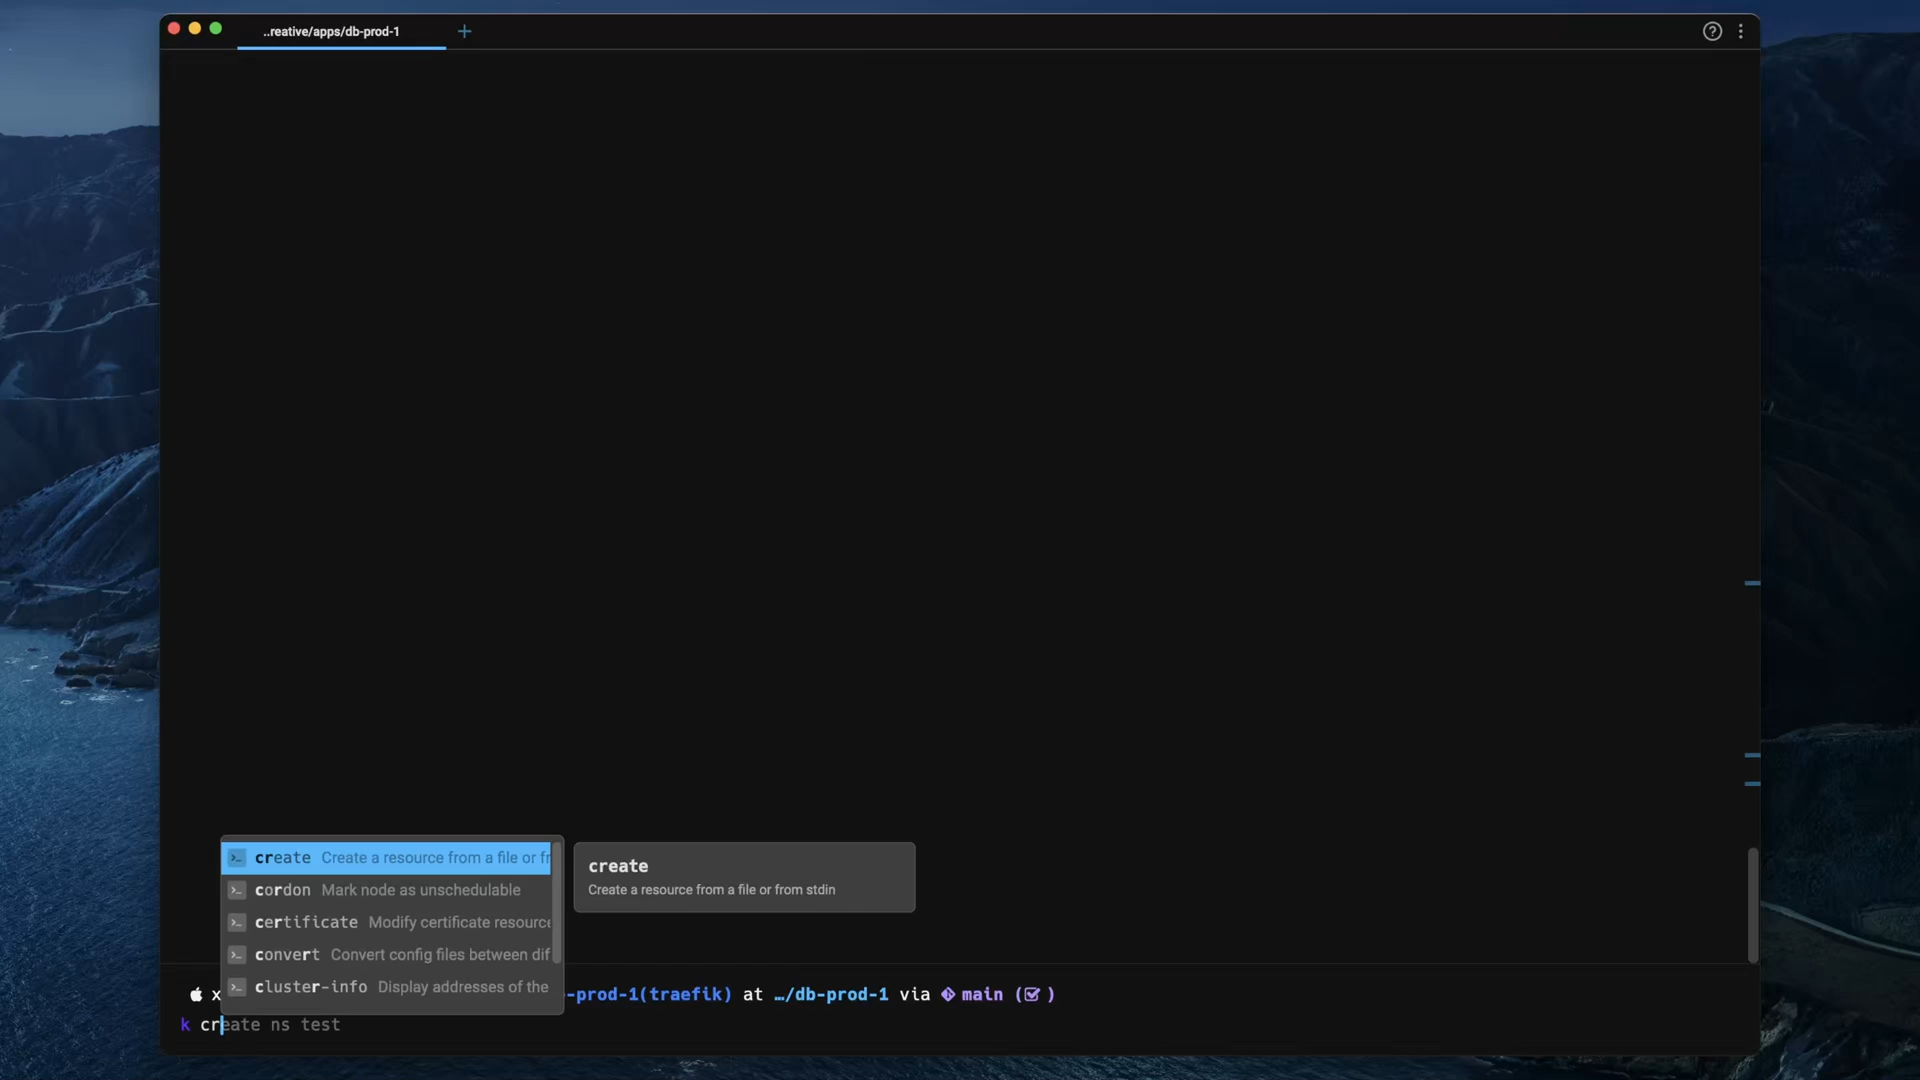 ..reative/apps/db-prod-1
create Create a resource from a file or fr
cordon Mark node as unschedulable
certificate Modify certificate resource
convert Convert config files between dif
cluster-info Display addresses of the
create
Create a resource from a file or from stdin
x -prod-1(traefik) at …/db-prod-1 via main ( )
k create ns test